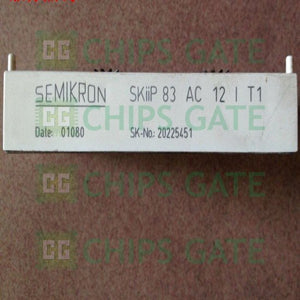 CHIPS GATE
SEMIKRON SKiiP 83 AC 12 I T1
CHIPS GATE
Date: 01080 SK-No: 20225451
CHIPS GATE
CHIPS GATE